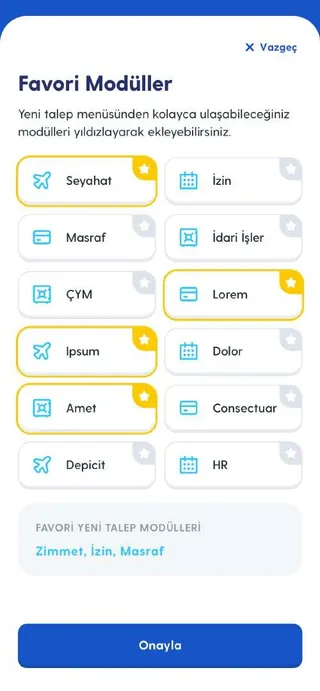 Vazgeç
Favori Modüller
Yeni talep menüsünden kolayca ulaşabileceğiniz
modülleri yıldızlayarak ekleyebilirsiniz.
Seyahat
İzin
Masraf
İdari İşler
ÇYM
Lorem
Ipsum
Dolor
Amet
Consectuar
Depicit
HR
FAVORİ YENİ TALEP MODÜLLERİ
Zimmet, İzin, Masraf
Onayla